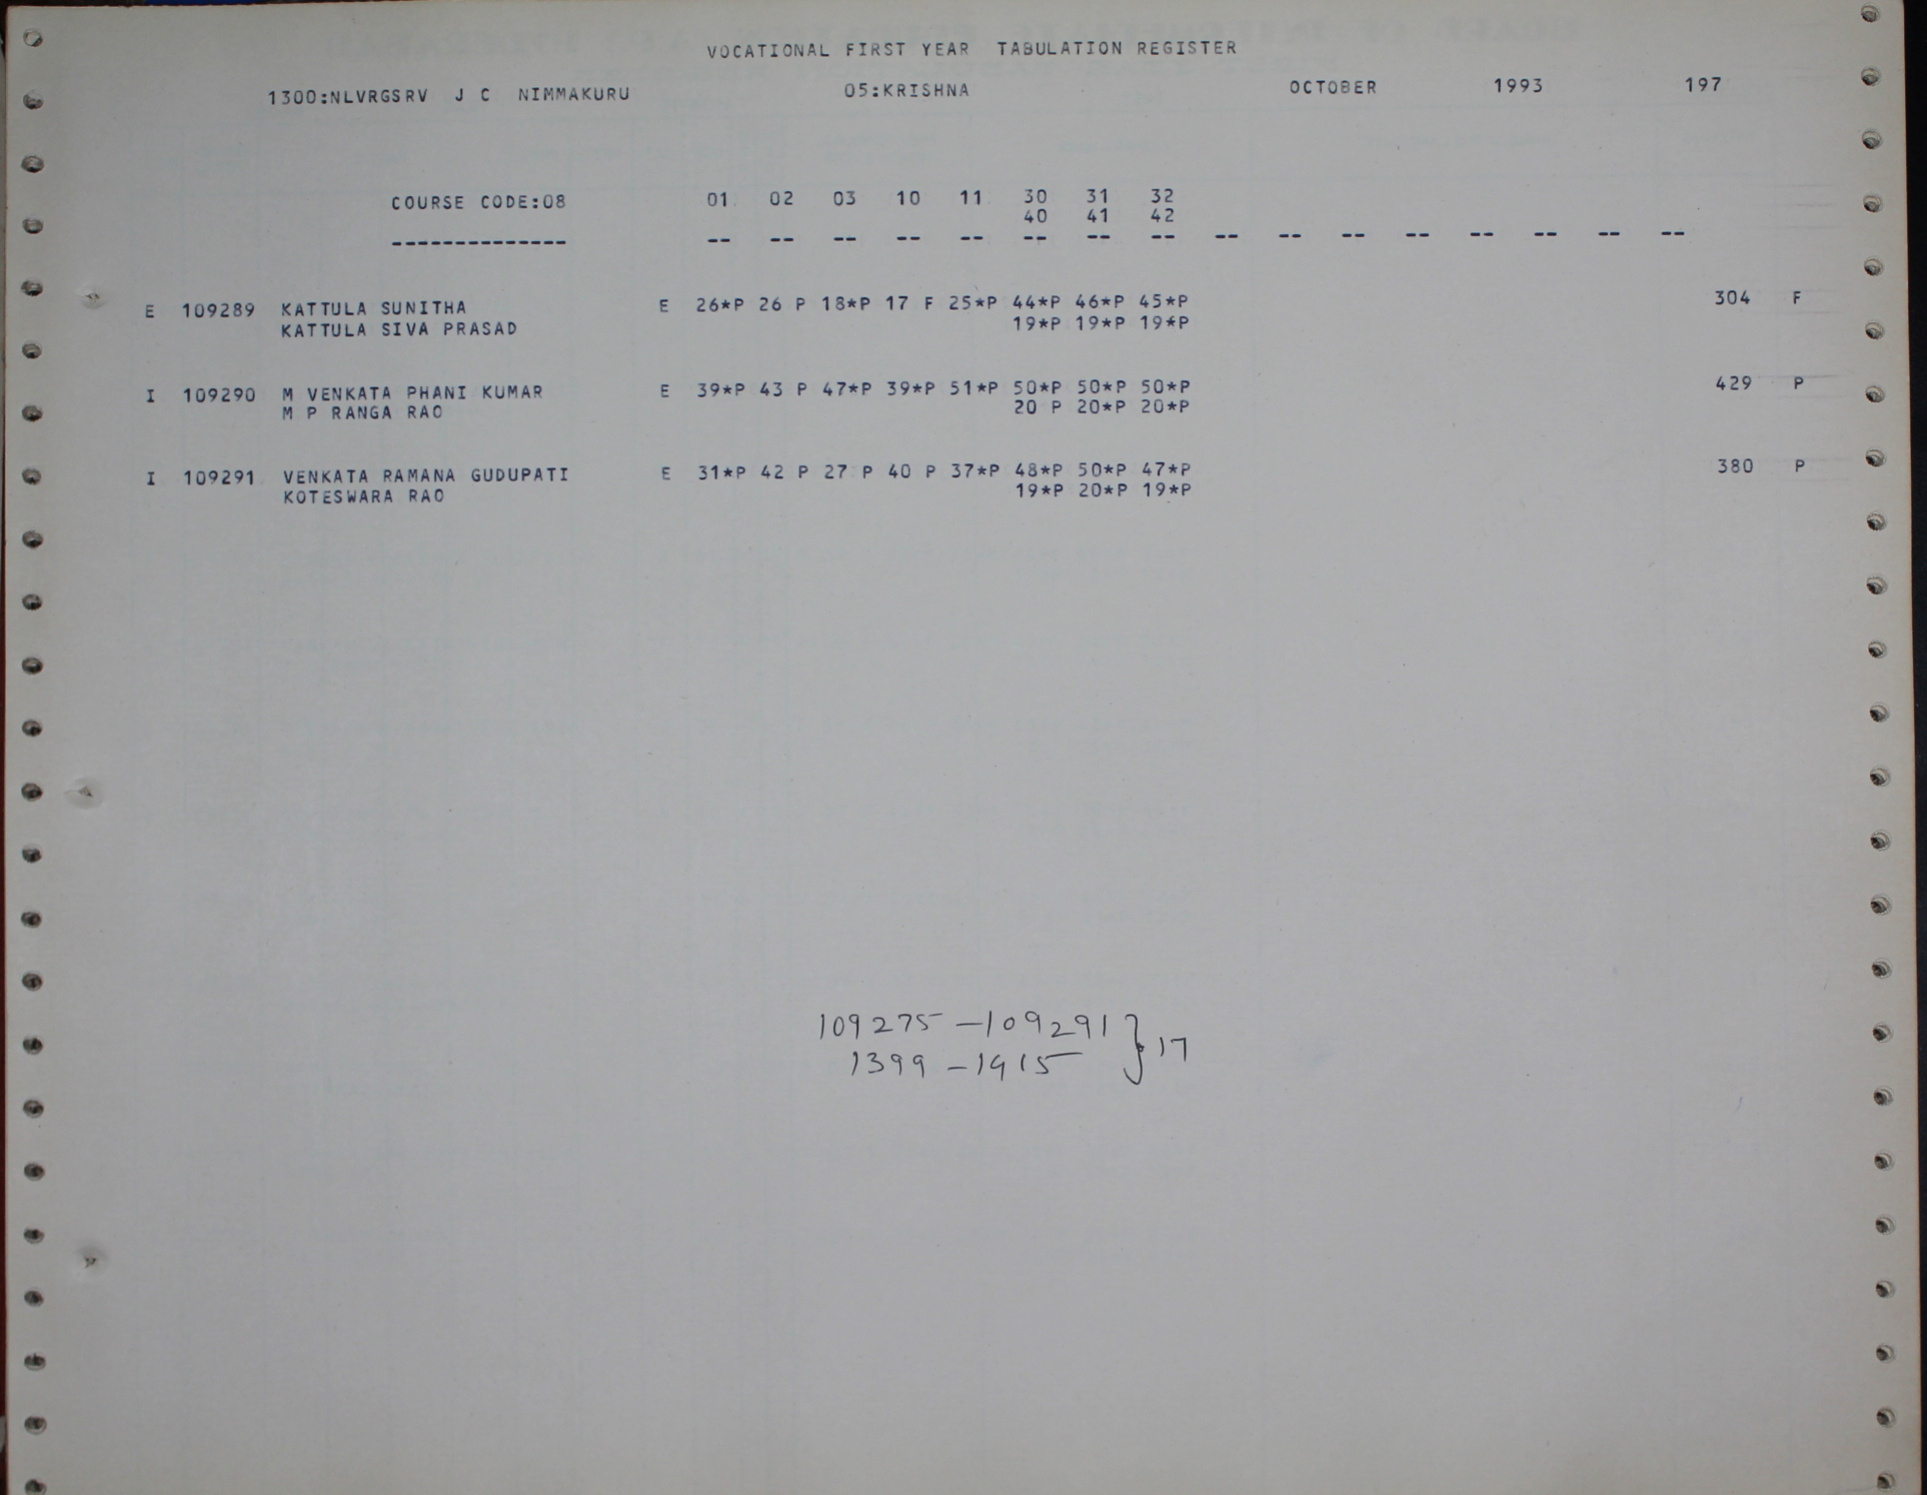 VOCATIONAL FIRST YEAR TABULATION REGISTER
1300:NLVRGSRV J C NIMMAKURU 05:KRISHNA OCTOBER 1993 197
COURSE CODE:08 01 02 03 10 11 30 31 32
40 41 42
-------------- -- -- -- -- -- -- -- -- -- -- -- -- -- -- -- --
E 109289 KATTULA SUNITHA E 26*P 26 P 18*P 17 F 25*P 44*P 46*P 45*P 304 F
KATTULA SIVA PRASAD 19*P 19*P 19*P
I 109290 M VENKATA PHANI KUMAR E 39*P 43 P 47*P 39*P 51*P 50*P 50*P 50*P 429 P
M P RANGA RAO 20 P 20*P 20*P
I 109291 VENKATA RAMANA GUDUPATI E 31*P 42 P 27 P 40 P 37*P 48*P 50*P 47*P 380 P
KOTESWARA RAO 19*P 20*P 19*P
109275 - 109291 } 17
1399 - 1915